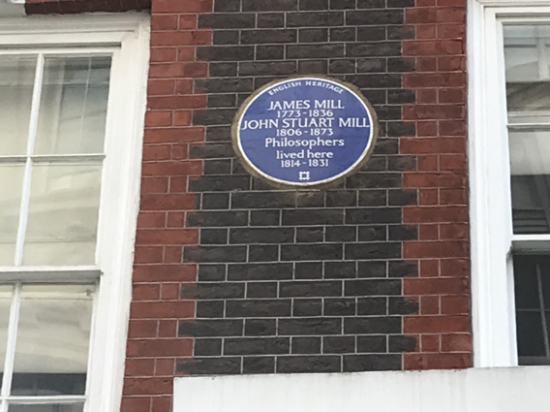 ENGLISH HERITAGE
JAMES MILL
1773-1836
JOHN STUART MILL
1806-1873
Philosophers
lived here
1814-1831